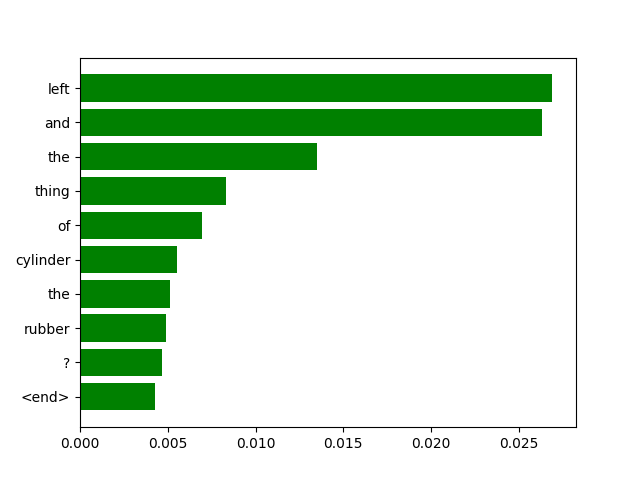 left
and
the
thing
of
cylinder
the
rubber
?
<end>
0.000 0.005 0.010 0.015 0.020 0.025